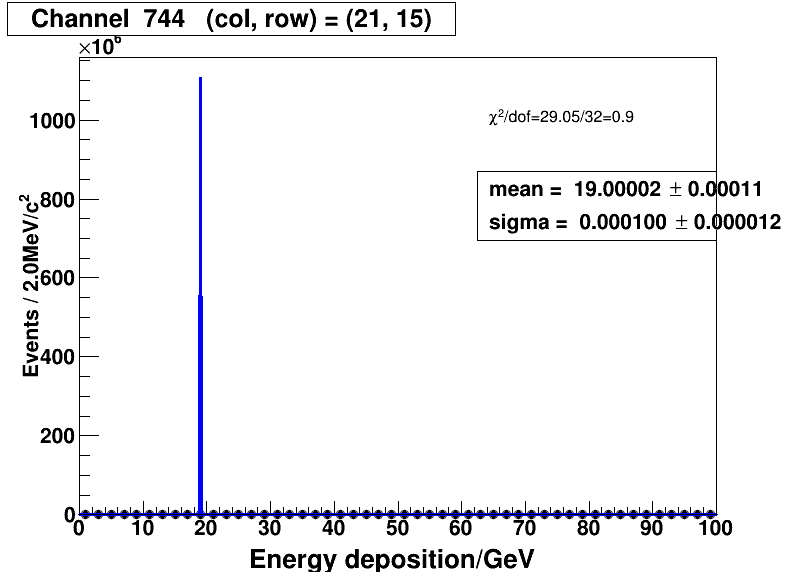 Channel  744   (col, row) = (21, 15)
×10⁶
χ²/dof=29.05/32=0.9
mean =  19.00002 ± 0.00011
sigma =  0.000100 ± 0.000012
Events / 2.0MeV/c²
1000
800
600
400
200
0
0 10 20 30 40 50 60 70 80 90 100
Energy deposition/GeV